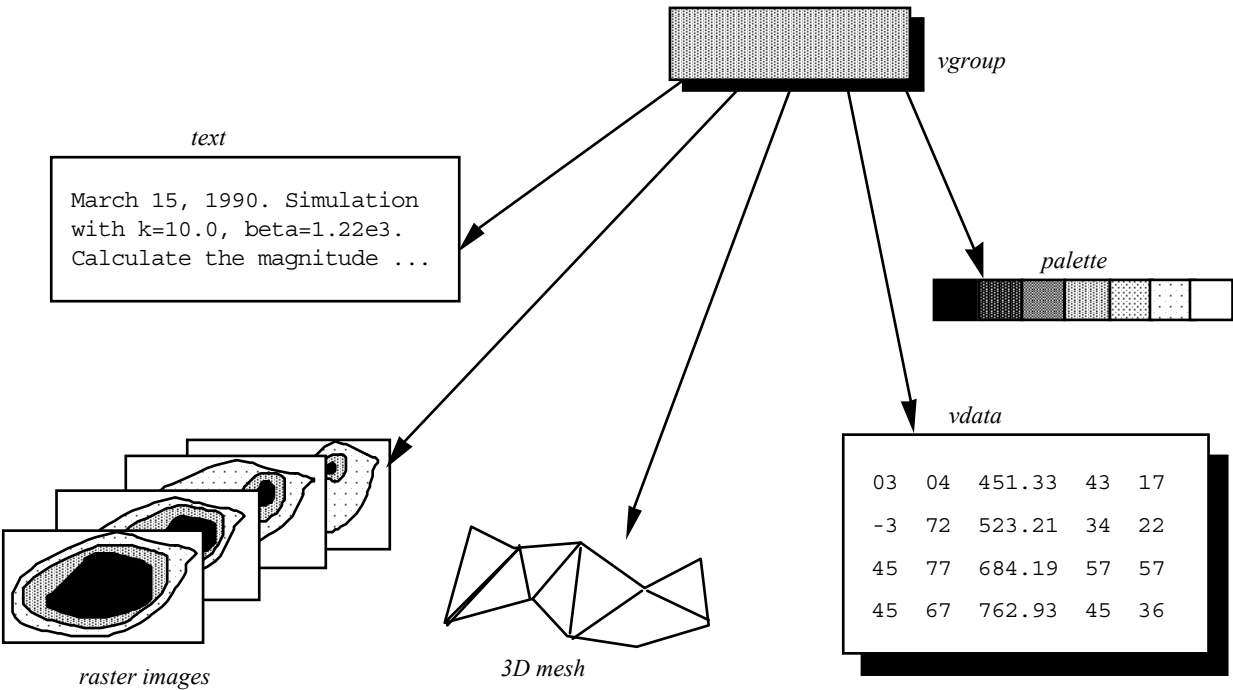 vgroup
text
March 15, 1990. Simulation
with k=10.0, beta=1.22e3.
Calculate the magnitude ...
palette
vdata
03 04 451.33 43 17
-3 72 523.21 34 22
45 77 684.19 57 57
45 67 762.93 45 36
raster images
3D mesh